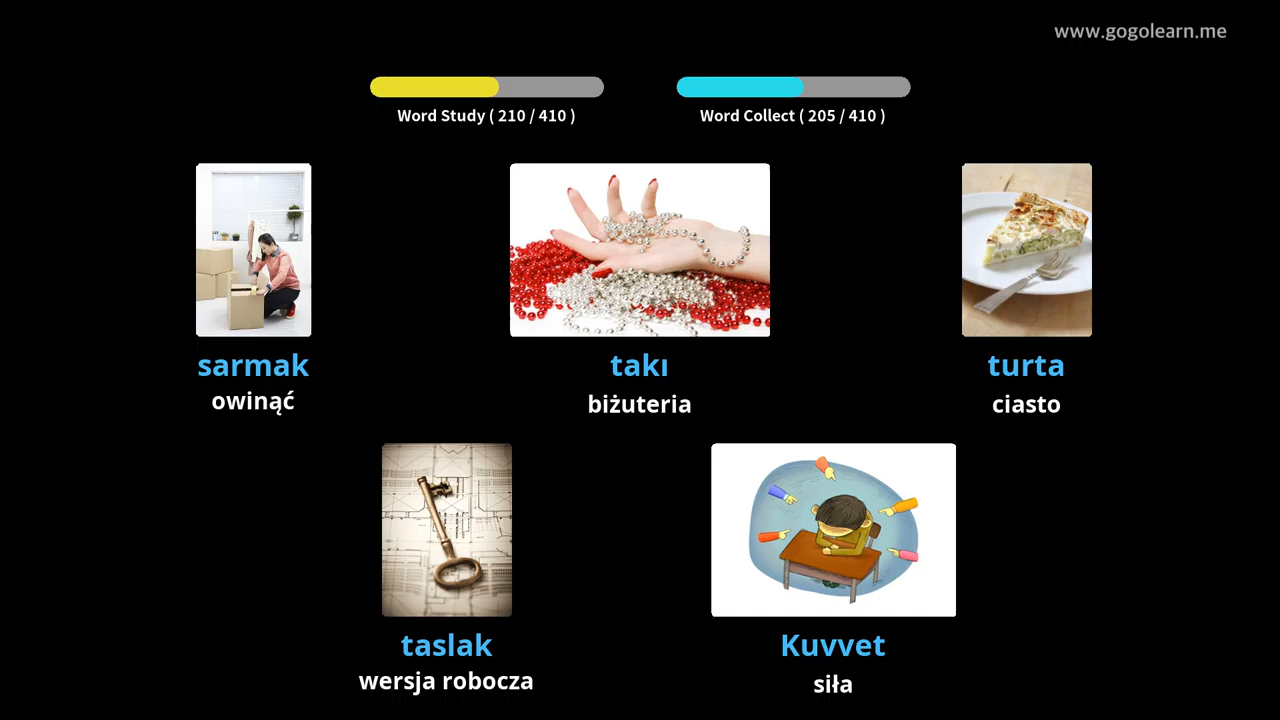 www.gogolearn.me
Word Study ( 210 / 410 )
Word Collect ( 205 / 410 )
sarmak
owinąć
takı
biżuteria
turta
ciasto
taslak
wersja robocza
Kuvvet
siła